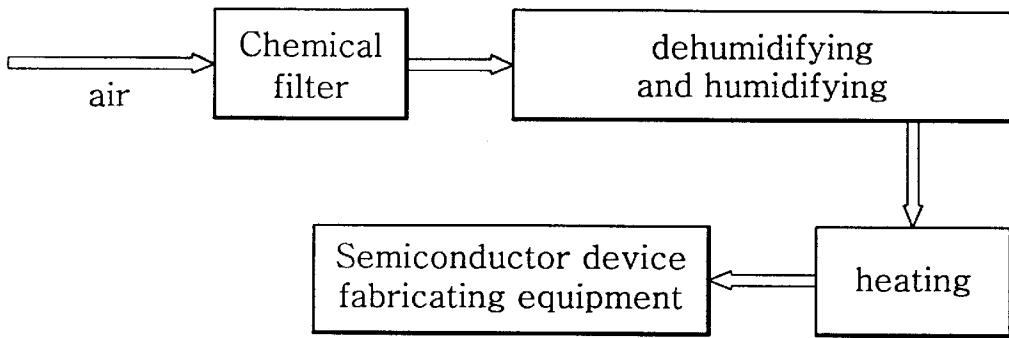 Chemical
filter
air
dehumidifying
and humidifying
Semiconductor device
fabricating equipment
heating